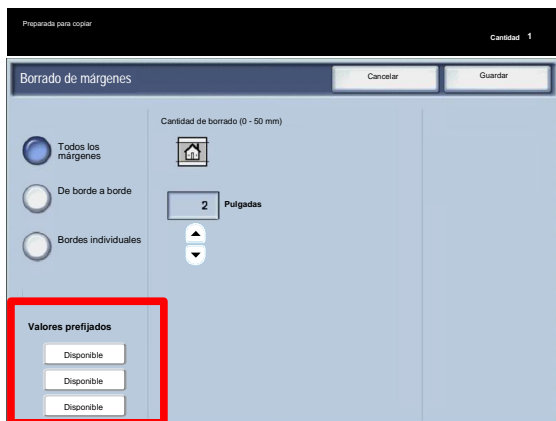 Preparada para copiar
Cantidad 1
Borrado de márgenes
Cancelar
Guardar
Cantidad de borrado (0 - 50 mm)
Todos los
márgenes
De borde a borde
2 Pulgadas
Bordes individuales
Valores prefijados
Disponible
Disponible
Disponible